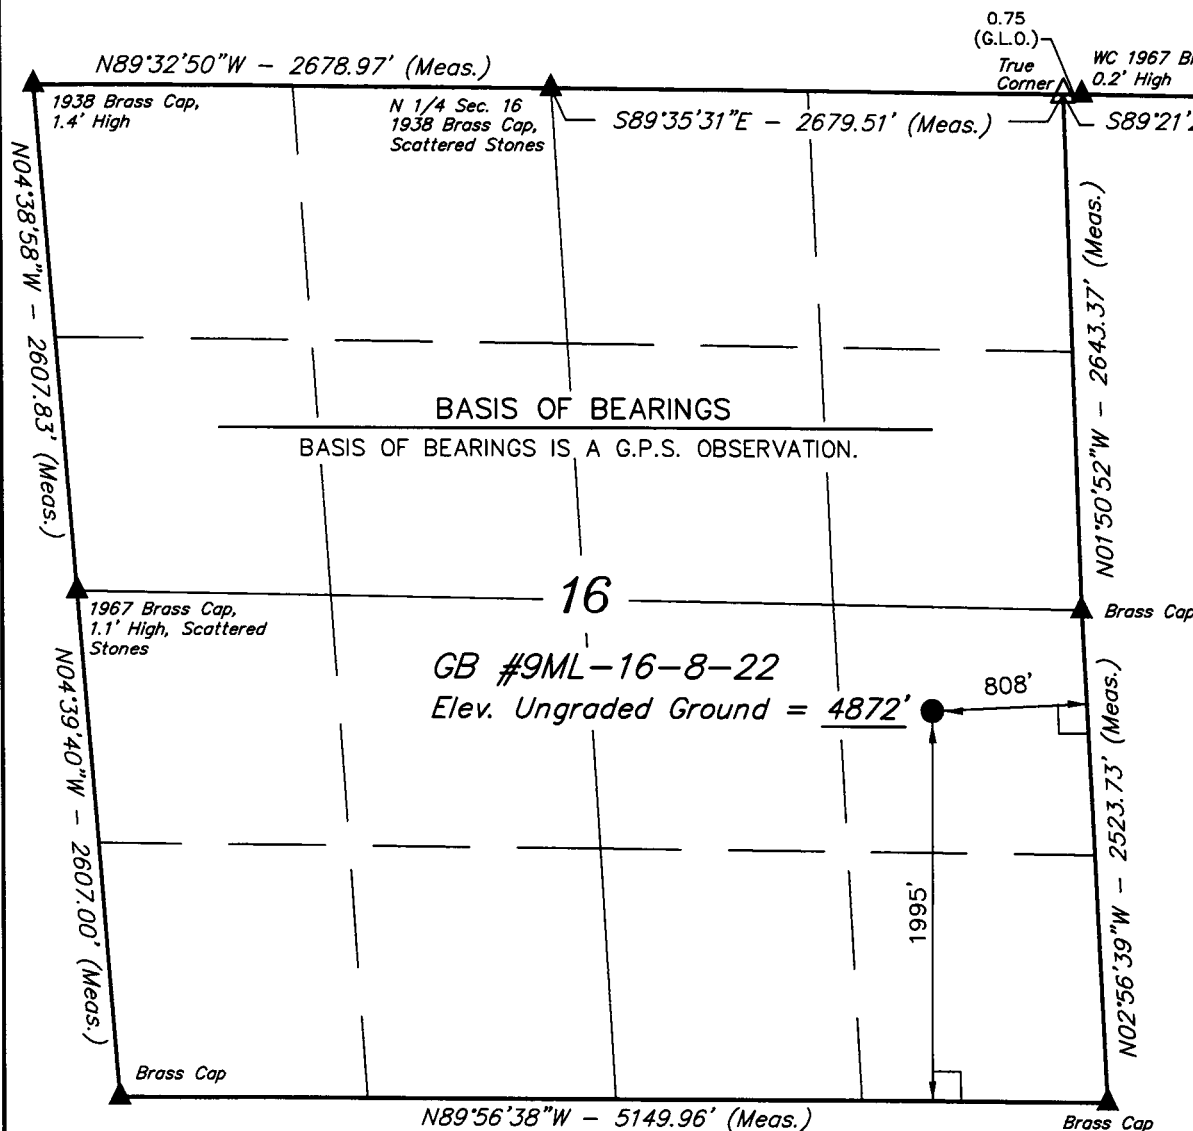 0.75
(G.L.O.)
N89°32'50"W - 2678.97' (Meas.)
True
Corner
WC 1967
0.2' High
1938 Brass Cap,
1.4' High
N 1/4 Sec. 16
1938 Brass Cap,
Scattered Stones
S89°35'31"E - 2679.51' (Meas.)
S89°21'
N04°38'58"W - 2607.83' (Meas.)
N01°50'52"W - 2643.37' (Meas.)
BASIS OF BEARINGS
BASIS OF BEARINGS IS A G.P.S. OBSERVATION.
16
1967 Brass Cap,
1.1' High, Scattered
Stones
Brass Cap
GB #9ML-16-8-22
Elev. Ungraded Ground = 4872'
808'
N04°39'40"W - 2607.00' (Meas.)
1995'
N02°56'39"W - 2523.73' (Meas.)
Brass Cap
N89°56'38"W - 5149.96' (Meas.)
Brass Cap